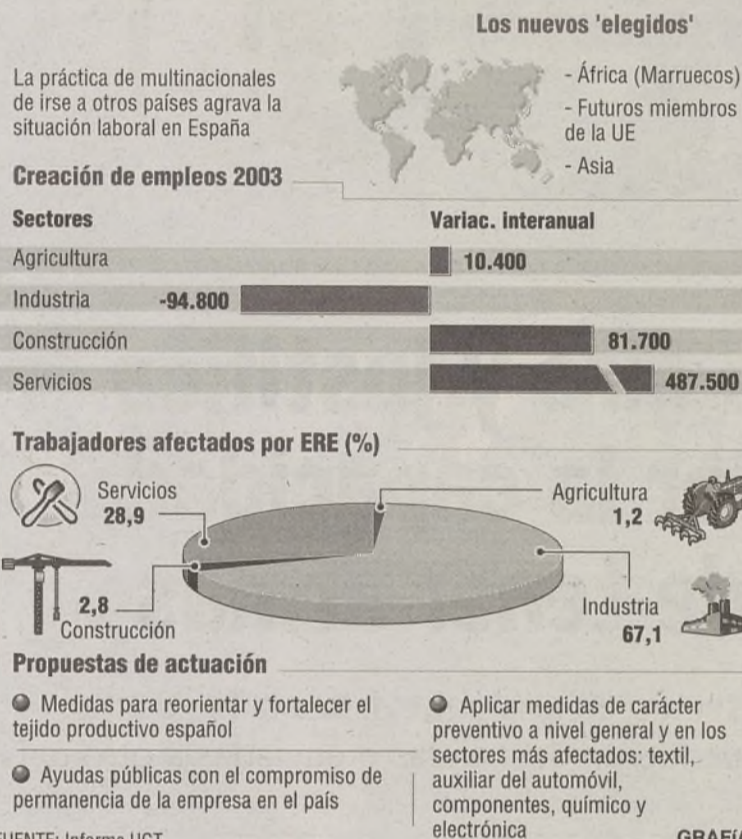 Los nuevos 'elegidos'
La práctica de multinacionales
de irse a otros países agrava la
situación laboral en España
- África (Marruecos)
- Futuros miembros
de la UE
- Asia
Creación de empleos 2003
Sectores Variac. interanual
Agricultura 10.400
Industria -94.800
Construcción 81.700
Servicios 487.500
Trabajadores afectados por ERE (%)
Servicios
28,9
Agricultura
1,2
2,8
Construcción
Industria
67,1
Propuestas de actuación
Medidas para reorientar y fortalecer el
tejido productivo español
Ayudas públicas con el compromiso de
permanencia de la empresa en el país
Aplicar medidas de carácter
preventivo a nivel general y en los
sectores más afectados: textil,
auxiliar del automóvil,
componentes, químico y
electrónica
Informe UGT